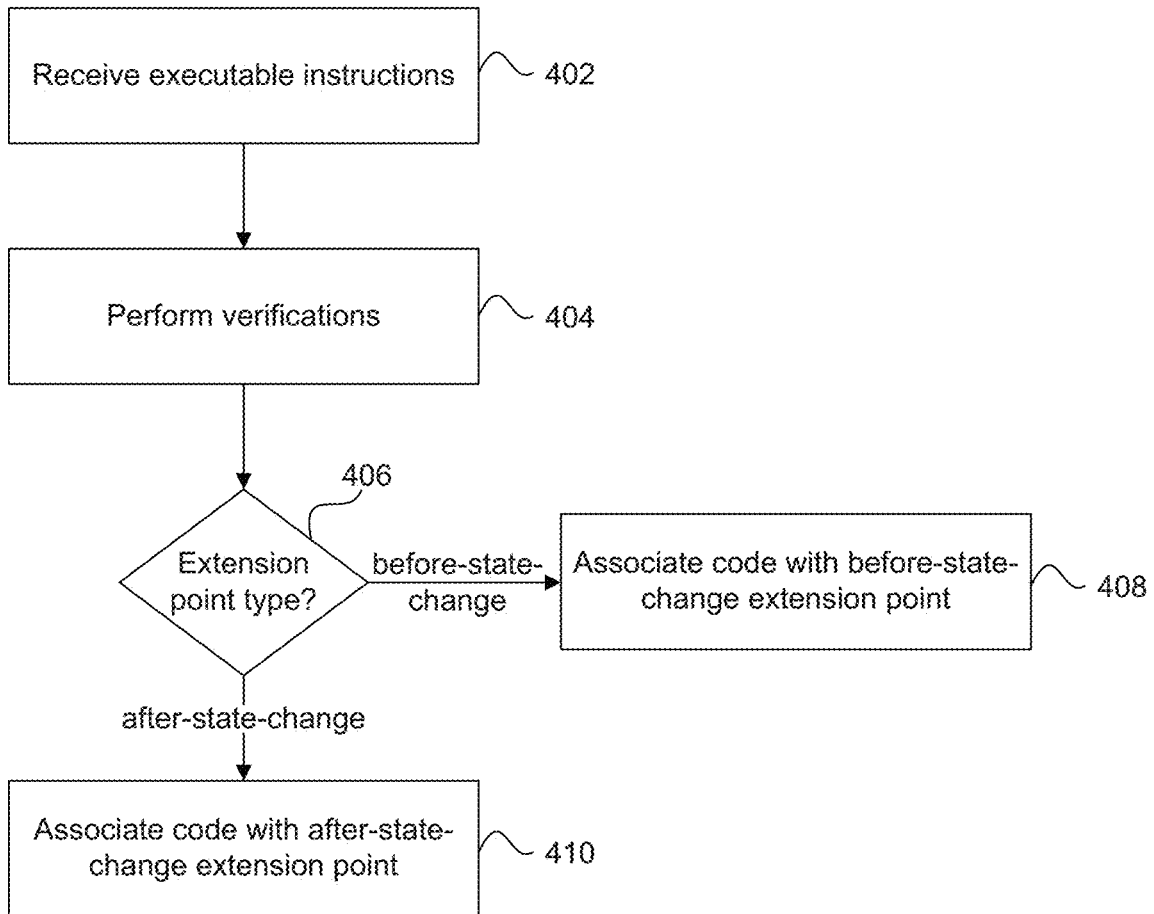 Receive executable instructions
402
Perform verifications
404
406
Extension
point type?
before-state-
change
Associate code with before-state-
change extension point
408
after-state-change
Associate code with after-state-
change extension point
410